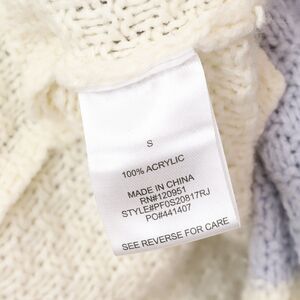 S
100% ACRYLIC
MADE IN CHINA
RN#120951
STYLE#PF0S20817RJ
PO#441407
SEE REVERSE FOR CARE